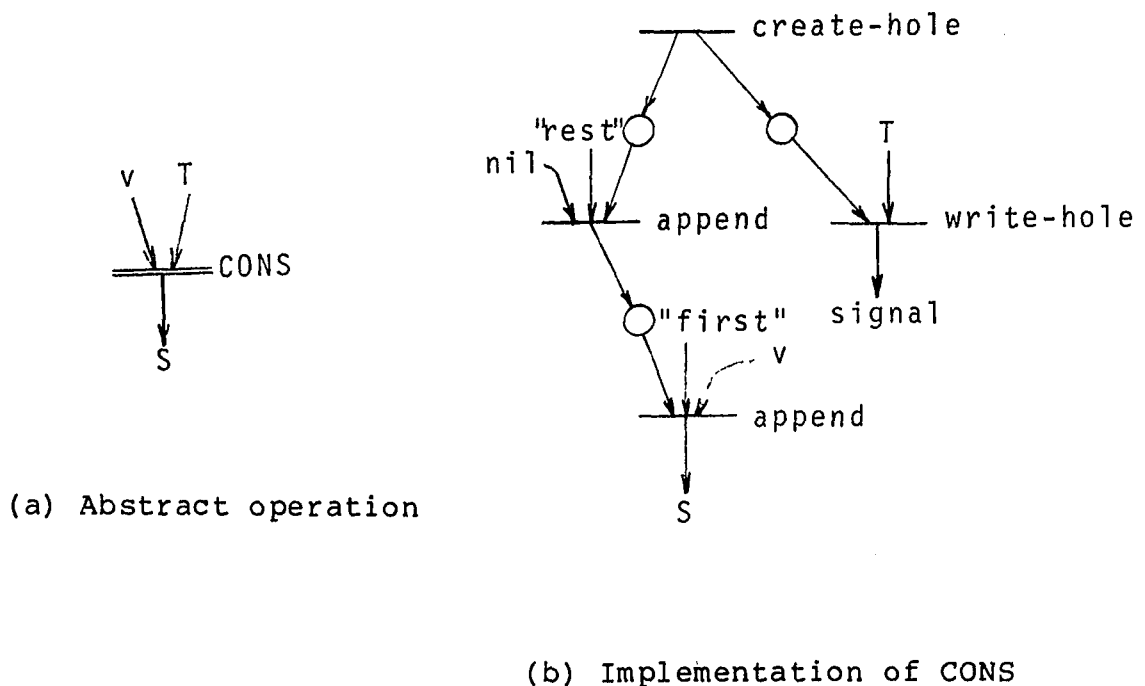 create-hole
"rest"
T
nil
v T
append
write-hole
CONS
"first"
signal
S
v
append
(a) Abstract operation
S
(b) Implementation of CONS